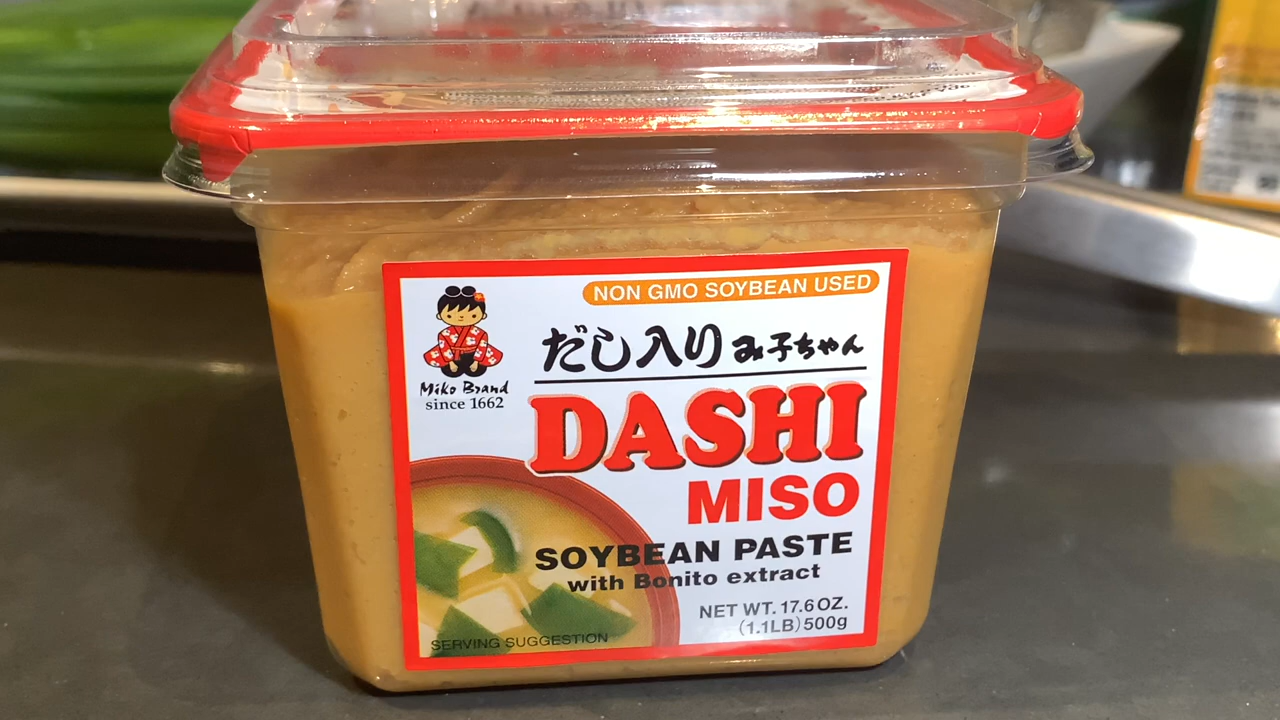 NON GMO SOYBEAN USED
だし入り み子ちゃん
Miko Brand
since 1662
DASHI
MISO
SOYBEAN PASTE
with Bonito extract
NET WT. 17.6 OZ.
(1.1LB) 500g
SERVING SUGGESTION